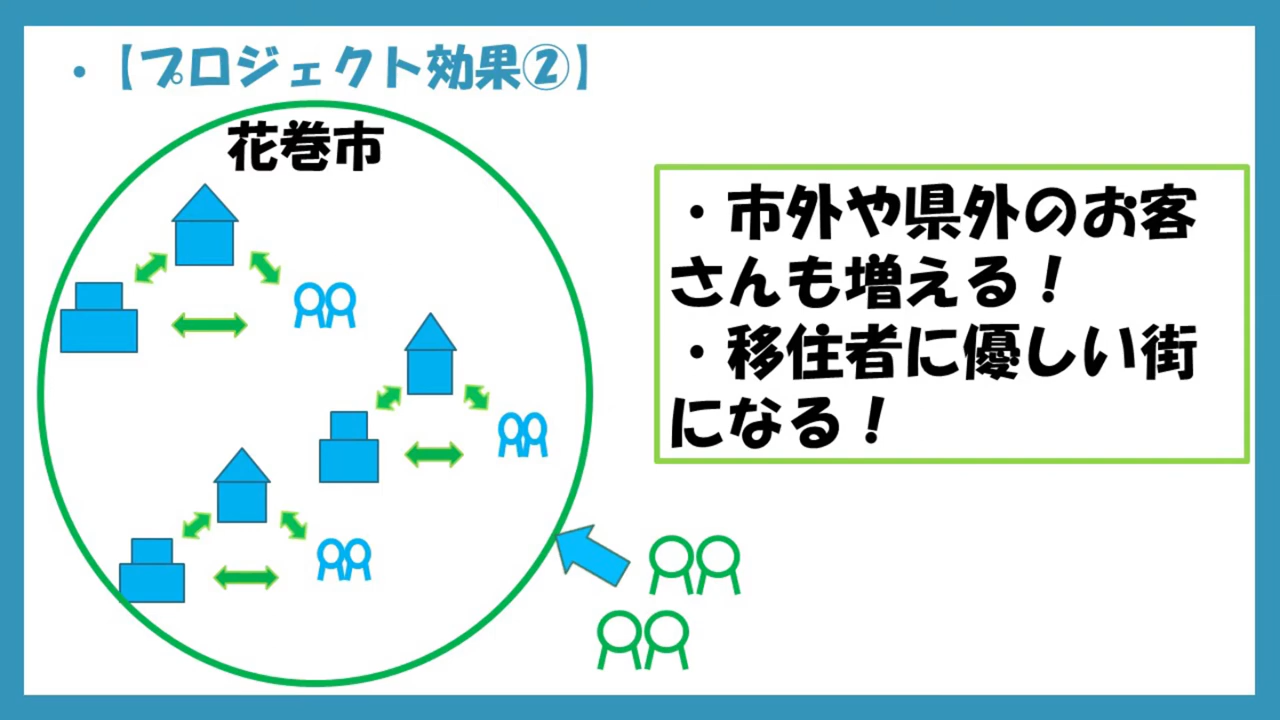 ・【プロジェクト効果②】
花巻市
・市外や県外のお客
さんも増える！
・移住者に優しい街
になる！